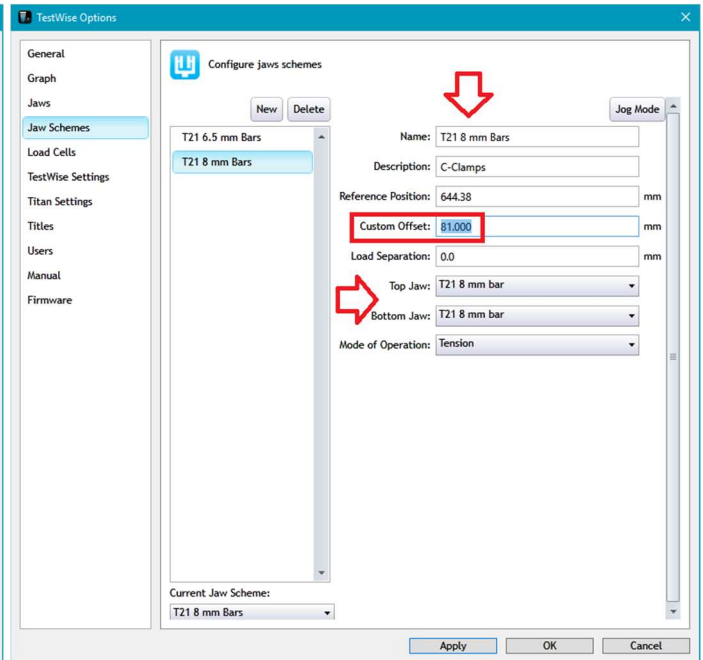 TestWise Options
General
Graph
Jaws
Jaw Schemes
Load Cells
TestWise Settings
Titan Settings
Titles
Users
Manual
Firmware
Configure jaws schemes
New Delete
Jog Mode
T21 6.5 mm Bars
T21 8 mm Bars
Name: T21 8 mm Bars
Description: C-Clamps
Reference Position: 644.38 mm
Custom Offset: 81.000 mm
Load Separation: 0.0 mm
Top Jaw: T21 8 mm bar
Bottom Jaw: T21 8 mm bar
Mode of Operation: Tension
Current Jaw Scheme:
T21 8 mm Bars
Apply OK Cancel